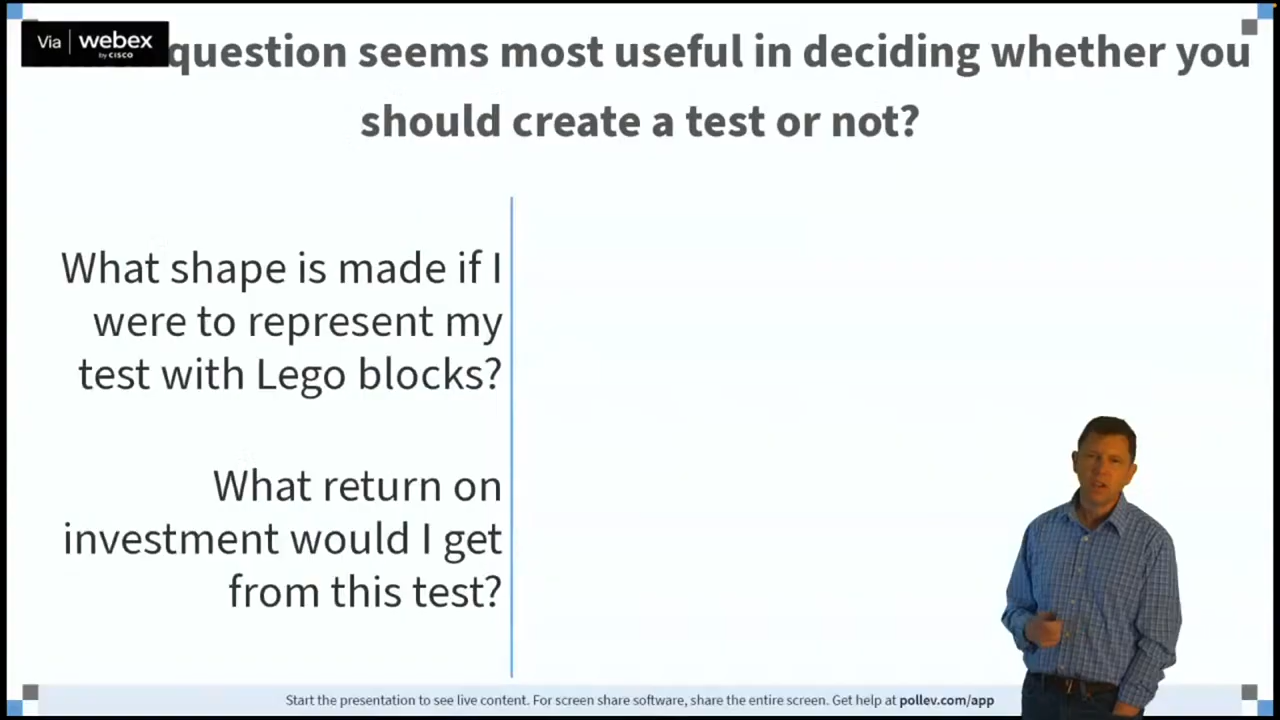 Via webex
by CISCO
question seems most useful in deciding whether you
should create a test or not?
What shape is made if I
were to represent my
test with Lego blocks?
What return on
investment would I get
from this test?
Start the presentation to see live content. For screen share software, share the entire screen. Get help at pollev.com/app